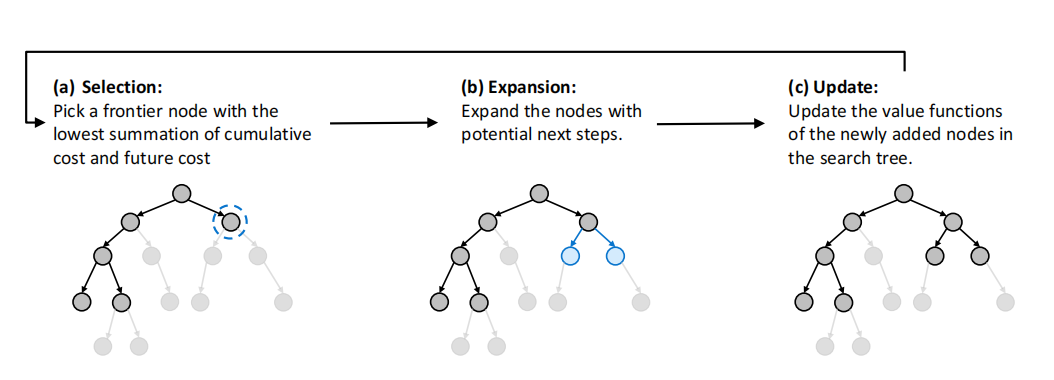 (a) Selection:
Pick a frontier node with the
lowest summation of cumulative
cost and future cost
(b) Expansion:
Expand the nodes with
potential next steps.
(c) Update:
Update the value functions
of the newly added nodes in
the search tree.